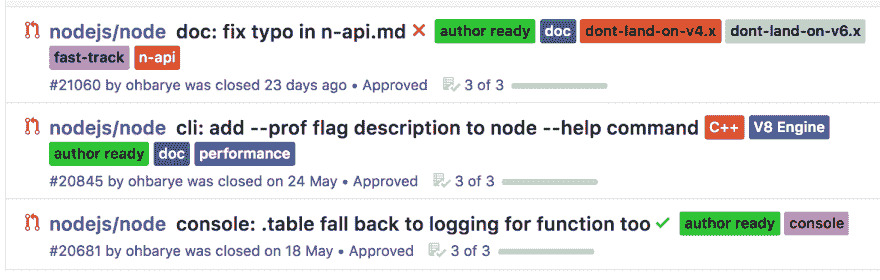 nodejs/node doc: fix typo in n-api.md author ready doc dont-land-on-v4.x dont-land-on-v6.x
fast-track n-api
#21060 by ohbarye was closed 23 days ago • Approved 3 of 3
nodejs/node cli: add --prof flag description to node --help command C++ V8 Engine
author ready doc performance
#20845 by ohbarye was closed on 24 May • Approved 3 of 3
nodejs/node console: .table fall back to logging for function too author ready console
#20681 by ohbarye was closed on 18 May • Approved 3 of 3